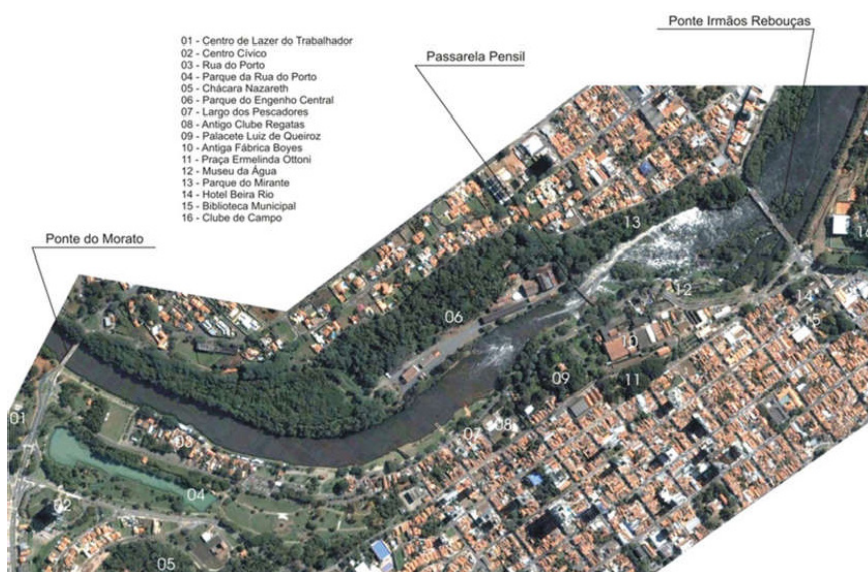 Ponte Irmãos Rebouças
01 - Centro de Lazer do Trabalhador
02 - Centro Cívico
03 - Rua do Porto
04 - Parque da Rua do Porto
05 - Chácara Nazareth
06 - Parque do Engenho Central
07 - Largo dos Pescadores
08 - Antigo Clube Regatas
09 - Palacete Luiz de Queiroz
10 - Antiga Fábrica Boyes
11 - Praça Ermelinda Ottoni
12 - Museu da Água
13 - Parque do Mirante
14 - Hotel Beira Rio
15 - Biblioteca Municipal
16 - Clube de Campo
Passarela Pensil
Ponte do Morato
13
12
14
15
06
10
09
11
01
03
07
08
04
02
05